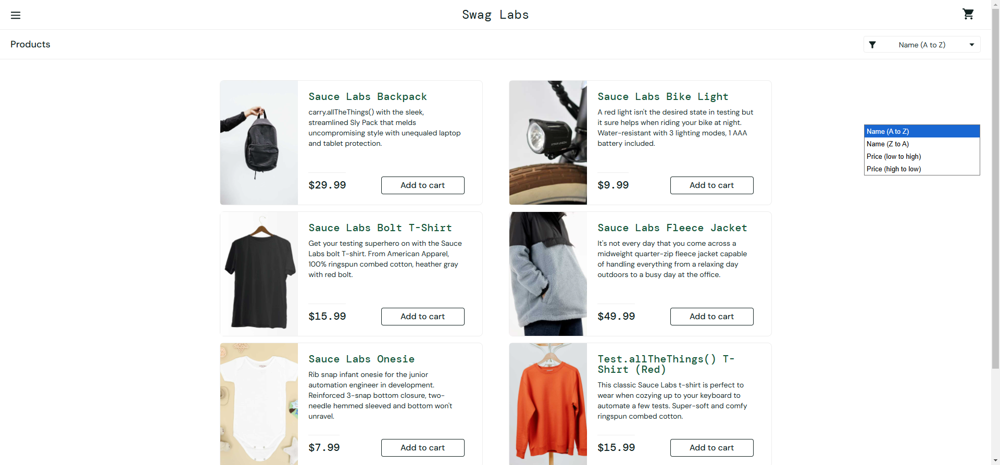 Swag Labs
Products
Name (A to Z)
Name (A to Z)
Name (Z to A)
Price (low to high)
Price (high to low)
Sauce Labs Backpack
carry.allTheThings() with the sleek,
streamlined Sly Pack that melds
uncompromising style with unequaled laptop
and tablet protection.
$29.99
Add to cart
Sauce Labs Bike Light
A red light isn't the desired state in testing but
it sure helps when riding your bike at night.
Water-resistant with 3 lighting modes, 1 AAA
battery included.
$9.99
Add to cart
STAR UNION
Sauce Labs Bolt T-Shirt
Get your testing superhero on with the Sauce
Labs bolt T-shirt. From American Apparel,
100% ringspun combed cotton, heather gray
with red bolt.
$15.99
Add to cart
Sauce Labs Fleece Jacket
It's not every day that you come across a
midweight quarter-zip fleece jacket capable
of handling everything from a relaxing day
outdoors to a busy day at the office.
$49.99
Add to cart
Sauce Labs Onesie
Rib snap infant onesie for the junior
automation engineer in development.
Reinforced 3-snap bottom closure, two-
needle hemmed sleeved and bottom won't
unravel.
$7.99
Add to cart
Test.allTheThings() T-
Shirt (Red)
This classic Sauce Labs t-shirt is perfect to
wear when cozying up to your keyboard to
automate a few tests. Super-soft and comfy
ringspun combed cotton.
$15.99
Add to cart